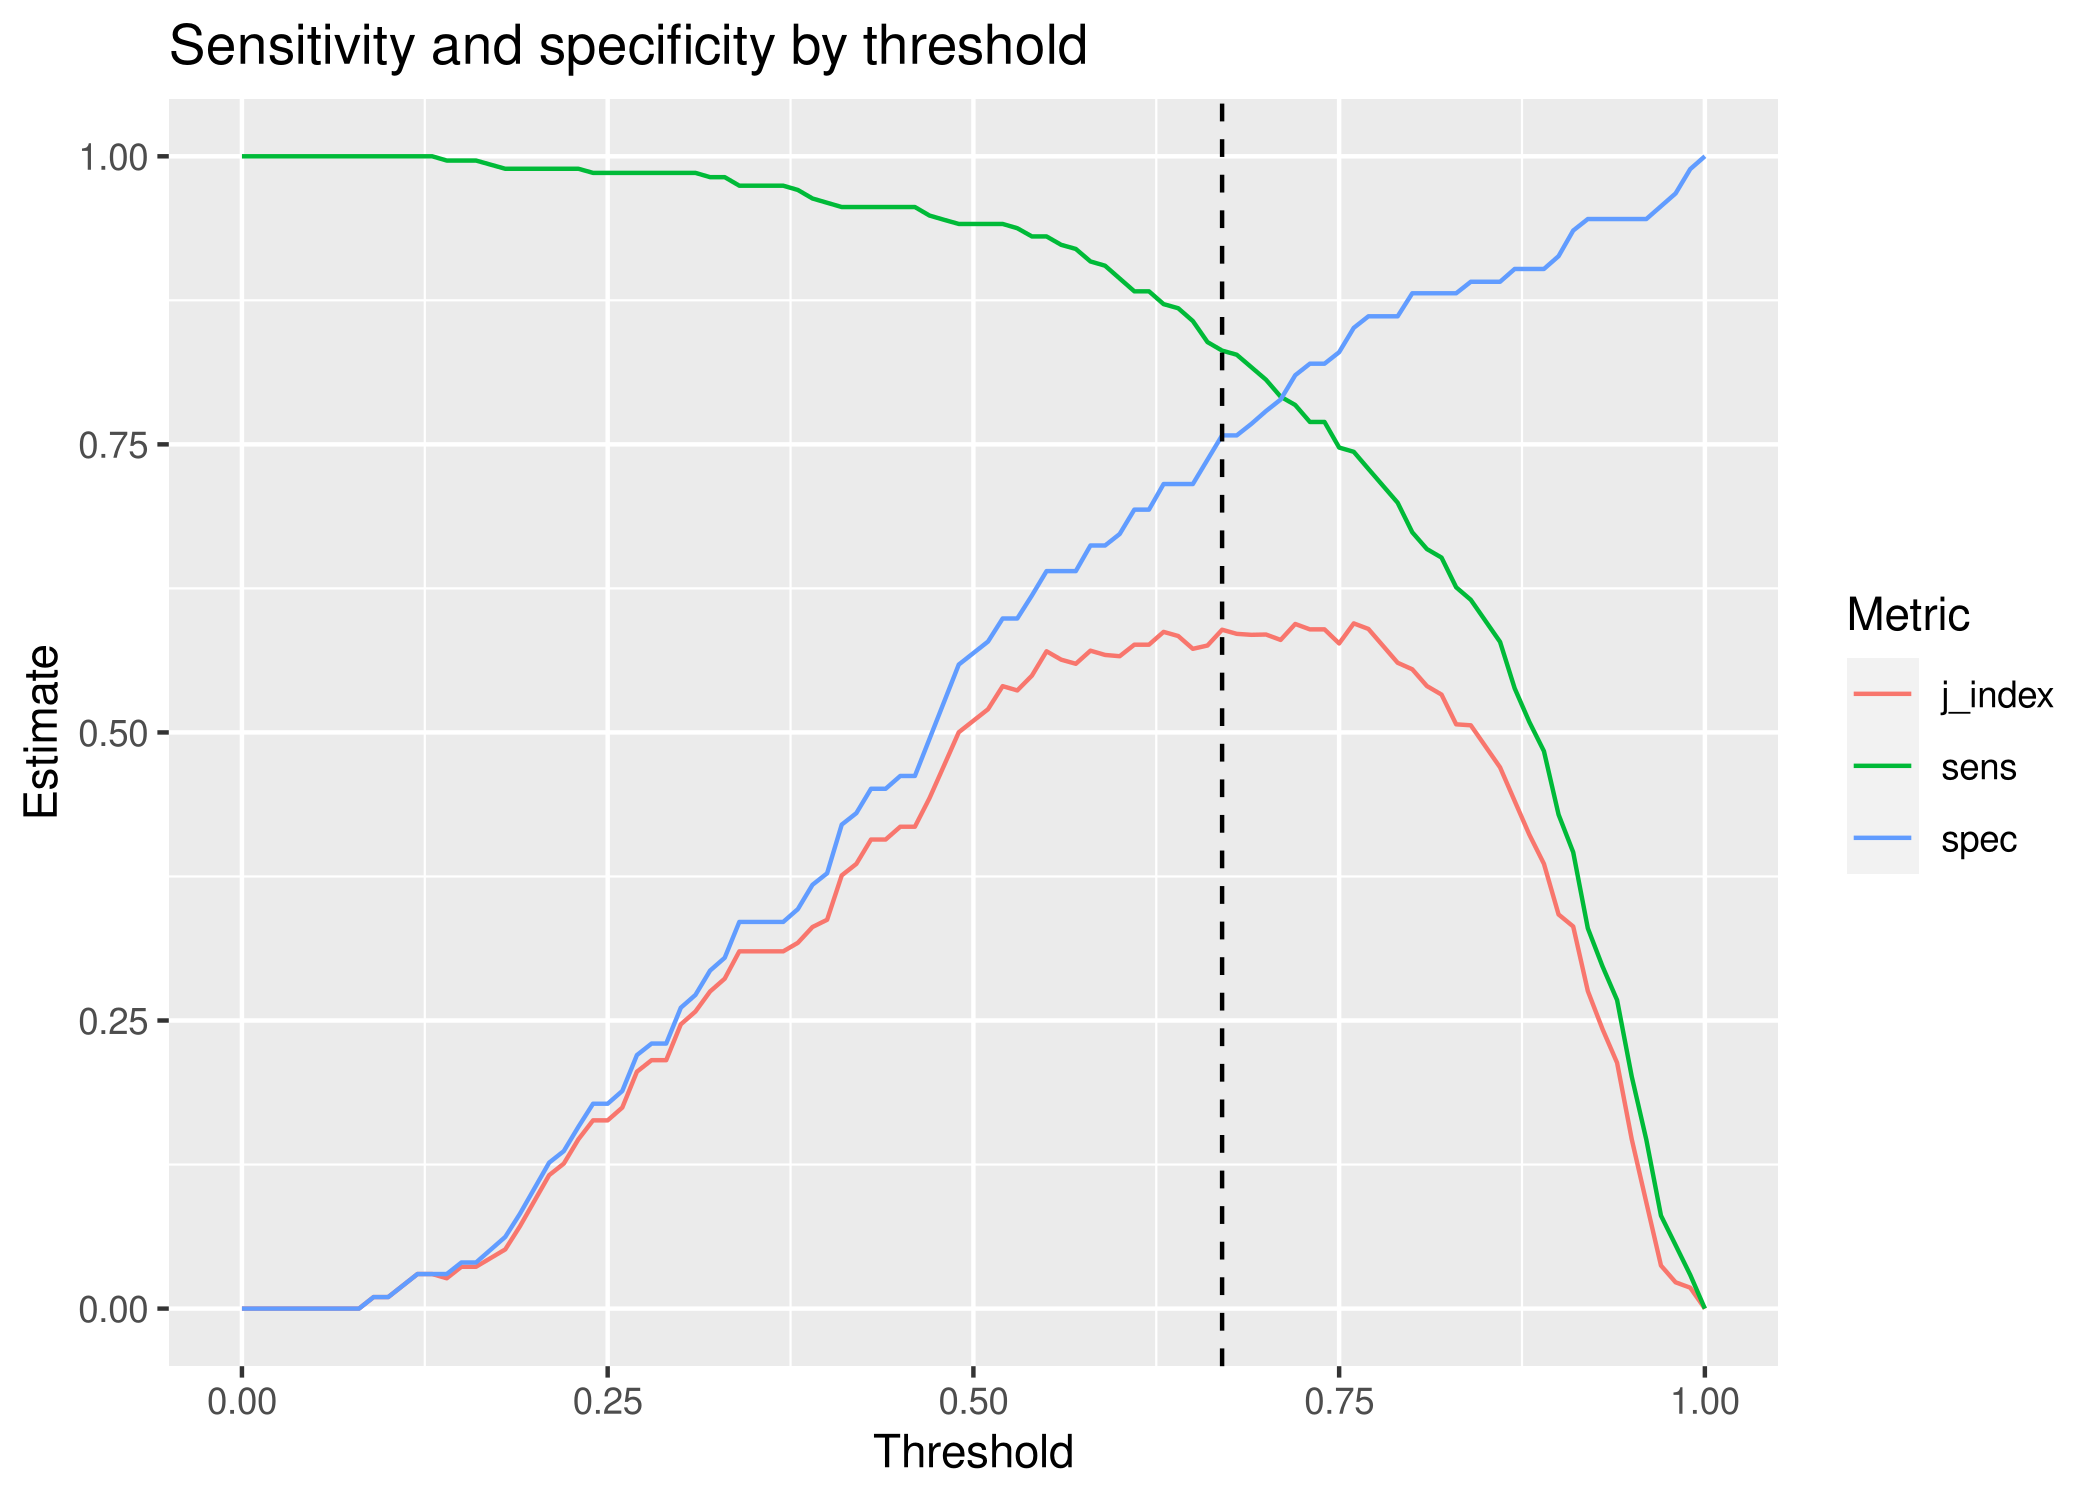 Sensitivity and specificity by threshold
1.00
0.75
0.50
0.25
0.00
Estimate
0.00 0.25 0.50 0.75 1.00
Threshold
Metric
j_index
sens
spec